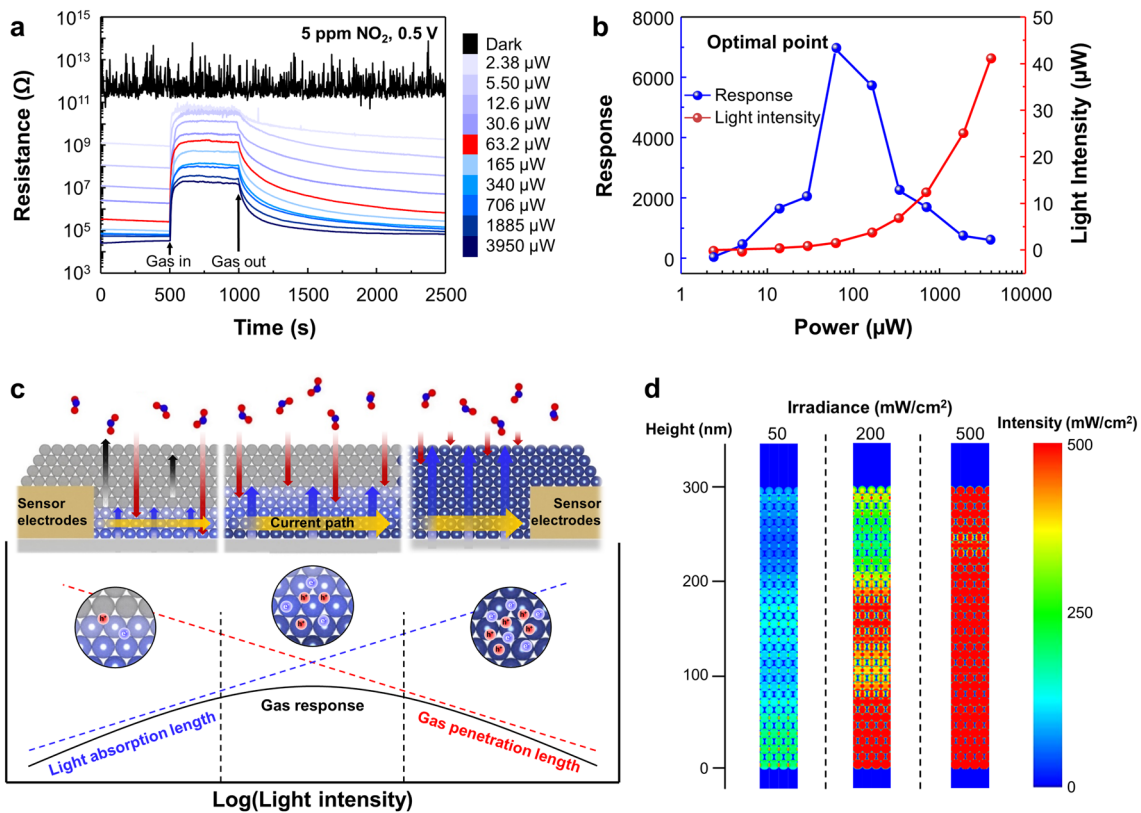 a
5 ppm NO2, 0.5 V
Resistance (Ω)
10^15
10^13
10^11
10^9
10^7
10^5
10^3
Gas in
Gas out
0
500
1000
1500
2000
2500
Time (s)
Dark
2.38 µW
5.50 µW
12.6 µW
30.6 µW
63.2 µW
165 µW
340 µW
706 µW
1885 µW
3950 µW
b
Optimal point
Response
Light intensity
Response
8000
6000
4000
2000
0
Light Intensity (µW)
50
40
30
20
10
0
1
10
100
1000
10000
Power (µW)
c
Sensor
electrodes
Current path
Sensor
electrodes
h+
e-
h+
h+
h+
e-
e-
e-
h+
h+
h+
h+
Gas response
Light absorption length
Gas penetration length
Log(Light intensity)
d
Irradiance (mW/cm2)
Height (nm)
50
200
500
Intensity (mW/cm2)
300
200
100
0
500
250
0